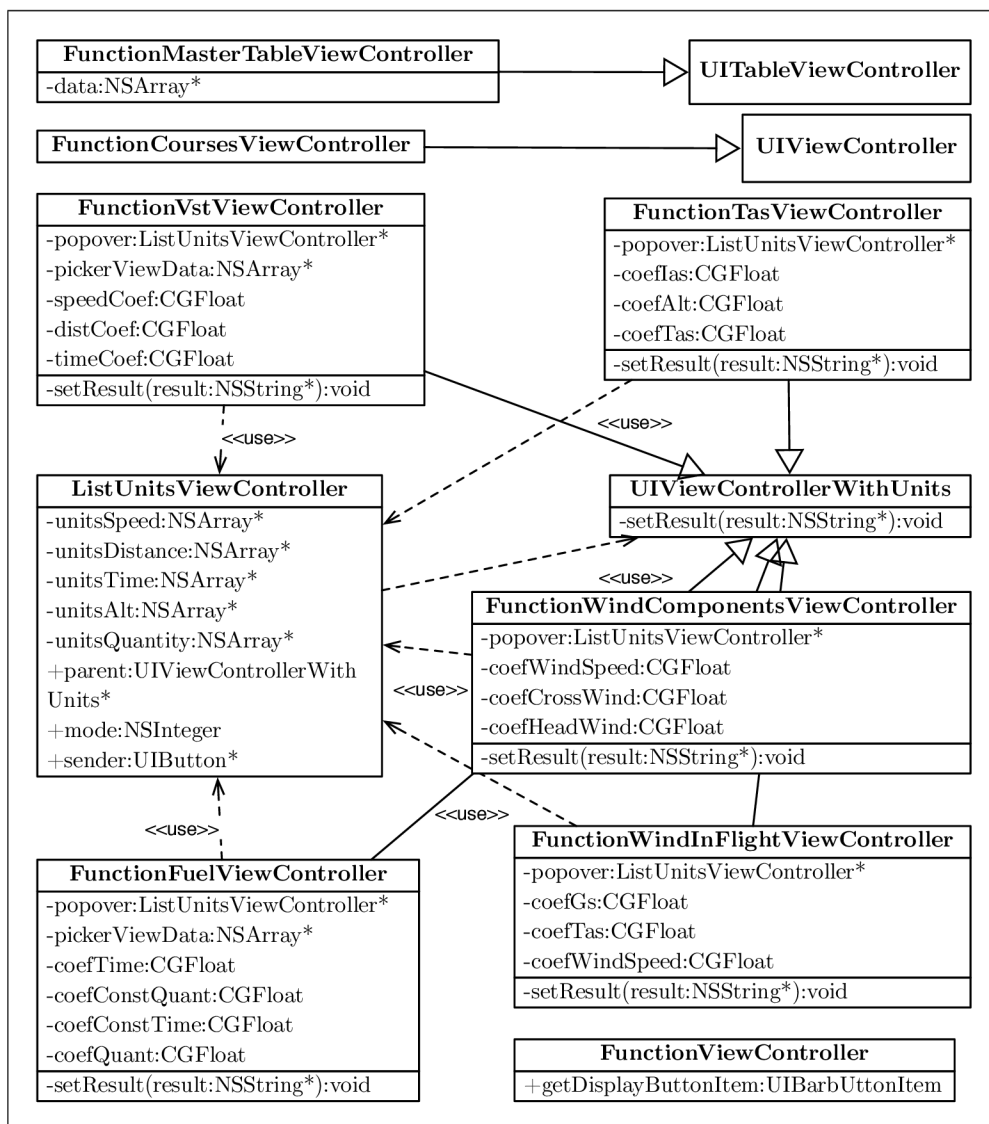 FunctionMasterTableViewController
-data:NSArray*
UITableViewController
FunctionCoursesViewController
UIViewController
FunctionVstViewController
-popover:ListUnitsViewController*
-pickerViewData:NSArray*
-speedCoef:CGFloat
-distCoef:CGFloat
-timeCoef:CGFloat
-setResult(result:NSString*):void
FunctionTasViewController
-popover:ListUnitsViewController*
-coefIas:CGFloat
-coefAlt:CGFloat
-coefTas:CGFloat
-setResult(result:NSString*):void
<<use>>
<<use>>
ListUnitsViewController
-unitsSpeed:NSArray*
-unitsDistance:NSArray*
-unitsTime:NSArray*
-unitsAlt:NSArray*
-unitsQuantity:NSArray*
+parent:UIViewControllerWith
Units*
+mode:NSInteger
+sender:UIButton*
UIViewControllerWithUnits
-setResult(result:NSString*):void
<<use>>
FunctionWindComponentsViewController
-popover:ListUnitsViewController*
-coefWindSpeed:CGFloat
-coefCrossWind:CGFloat
-coefHeadWind:CGFloat
-setResult(result:NSString*):void
<<use>>
<<use>>
<<use>>
FunctionFuelViewController
-popover:ListUnitsViewController*
-pickerViewData:NSArray*
-coefTime:CGFloat
-coefConstQuant:CGFloat
-coefConstTime:CGFloat
-coefQuant:CGFloat
-setResult(result:NSString*):void
FunctionWindInFlightViewController
-popover:ListUnitsViewController*
-coefGs:CGFloat
-coefTas:CGFloat
-coefWindSpeed:CGFloat
-setResult(result:NSString*):void
FunctionViewController
+getDisplayButtonItem:UIBarbUttonItem